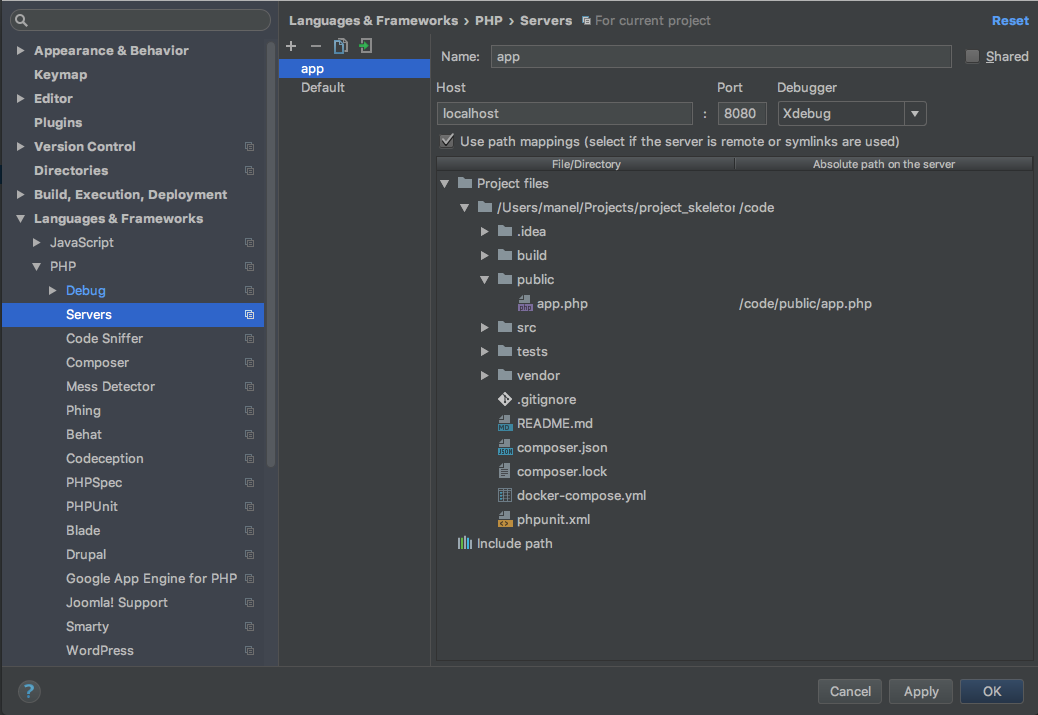 Appearance & Behavior
Keymap
Editor
Plugins
Version Control
Directories
Build, Execution, Deployment
Languages & Frameworks
JavaScript
PHP
Debug
Servers
Code Sniffer
Composer
Mess Detector
Phing
Behat
Codeception
PHPSpec
PHPUnit
Blade
Drupal
Google App Engine for PHP
Joomla! Support
Smarty
WordPress
Languages & Frameworks › PHP › Servers For current project Reset
app
Default
Name: app Shared
Host Port Debugger
localhost : 8080 Xdebug
Use path mappings (select if the server is remote or symlinks are used)
File/Directory Absolute path on the server
Project files
/Users/manel/Projects/project_skeleton /code
.idea
build
public
app.php /code/public/app.php
src
tests
vendor
.gitignore
README.md
composer.json
composer.lock
docker-compose.yml
phpunit.xml
Include path
? Cancel Apply OK